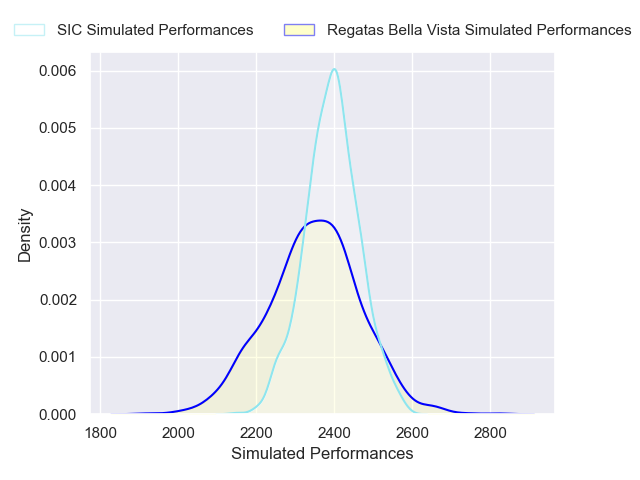 SIC Simulated Performances
Regatas Bella Vista Simulated Performances
0.006
0.005
0.004
0.003
0.002
0.001
0.000
Density
1800 2000 2200 2400 2600 2800
Simulated Performances